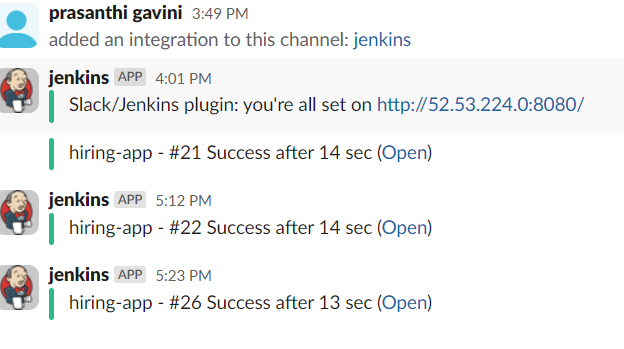 prasanthi gavini 3:49 PM
added an integration to this channel: jenkins
jenkins APP 4:01 PM
Slack/Jenkins plugin: you're all set on http://52.53.224.0:8080/
hiring-app - #21 Success after 14 sec (Open)
jenkins APP 5:12 PM
hiring-app - #22 Success after 14 sec (Open)
jenkins APP 5:23 PM
hiring-app - #26 Success after 13 sec (Open)